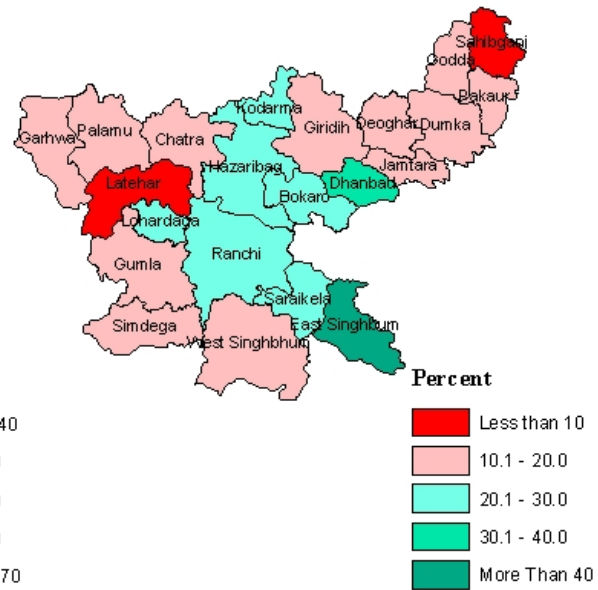 Sahibganj
Godda
Pakaur
Kodarma
Giridih
Deoghar
Dumka
Garhwa
Palamu
Chatra
Jamtara
Hazaribag
Latehar
Dhanbad
Bokaro
Lohardaga
Ranchi
Gumla
Saraikela
Simdega
East Singhbum
West Singhbhum
Percent
40
Less than 10
10.1 - 20.0
20.1 - 30.0
30.1 - 40.0
70
More Than 40